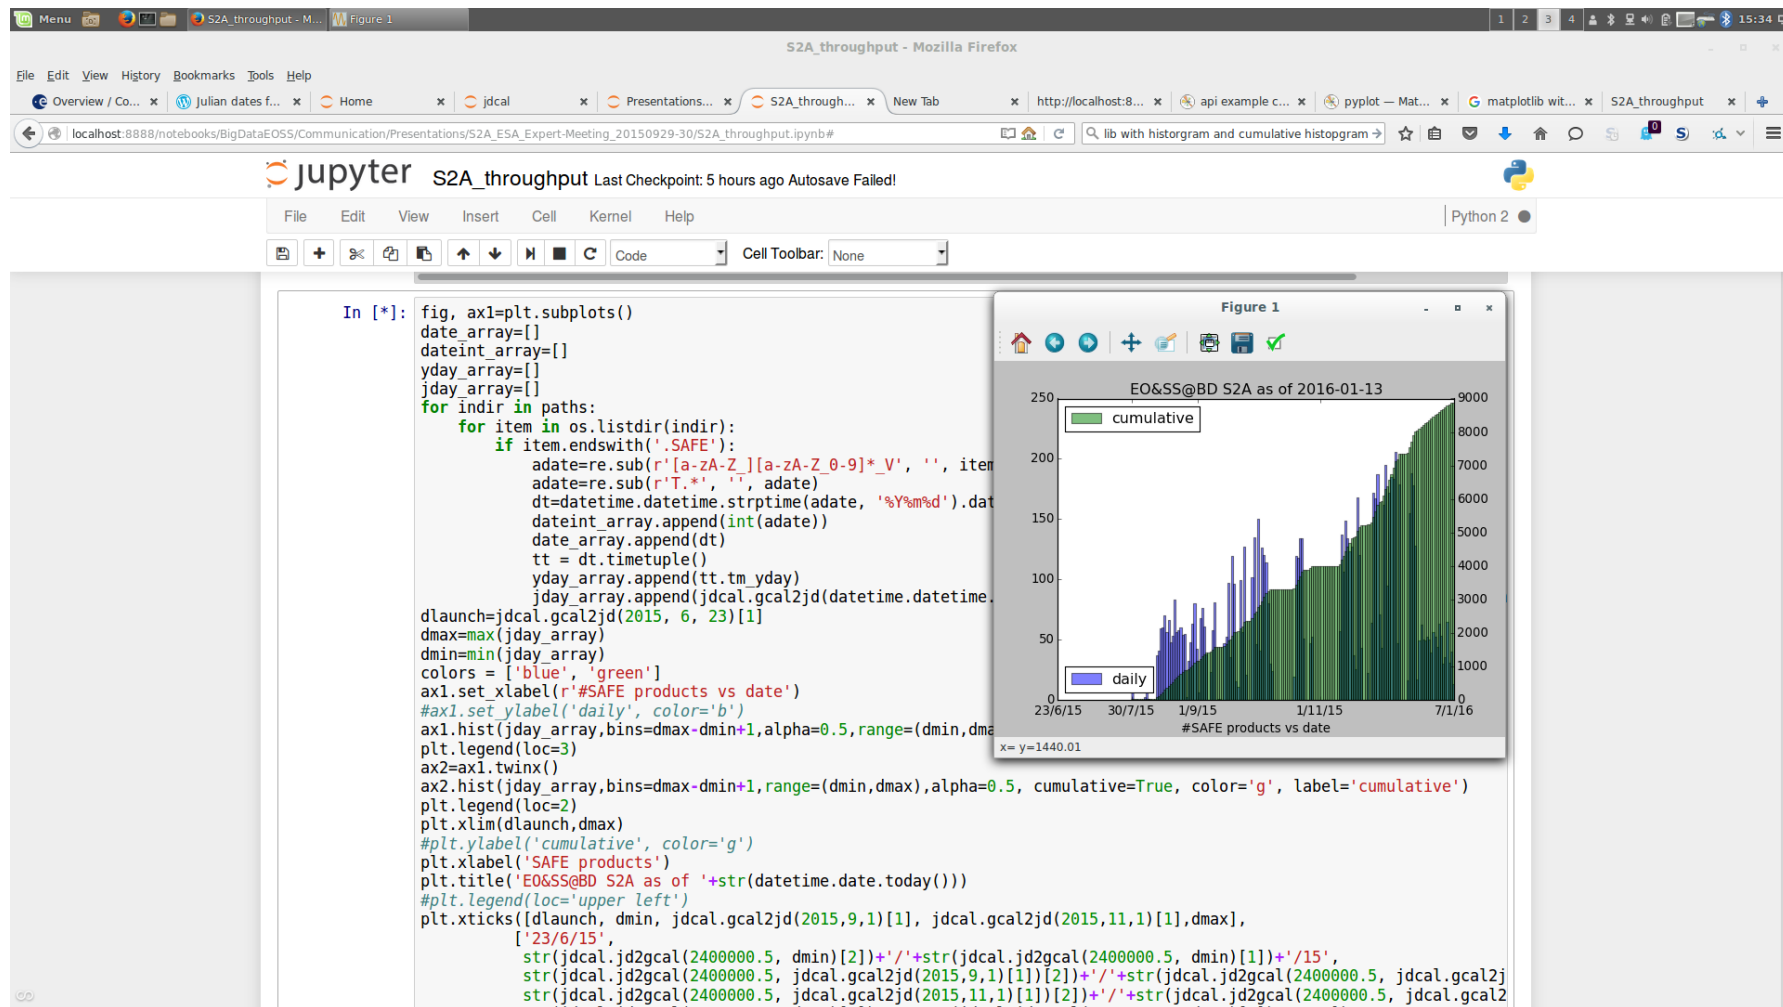 Menu S2A_throughput - M... Figure 1 1 2 3 4 15:34
S2A_throughput - Mozilla Firefox
File Edit View History Bookmarks Tools Help
Overview / Co... Julian dates f... Home jdcal Presentations... S2A_through... New Tab http://localhost:8... api example c... pyplot — Mat... matplotlib wit... S2A_throughput
localhost:8888/notebooks/BigDataEOSS/Communication/Presentations/S2A_ESA_Expert-Meeting_20150929-30/S2A_throughput.ipynb# lib with historgram and cumulative histopgram
jupyter S2A_throughput Last Checkpoint: 5 hours ago Autosave Failed!
File Edit View Insert Cell Kernel Help Python 2
Code Cell Toolbar: None
In [*]: fig, ax1=plt.subplots()
date_array=[]
dateint_array=[]
yday_array=[]
jday_array=[]
for indir in paths:
for item in os.listdir(indir):
if item.endswith('.SAFE'):
adate=re.sub(r'[a-zA-Z_][a-zA-Z_0-9]*_V', '', item
adate=re.sub(r'T.*', '', adate)
dt=datetime.datetime.strptime(adate, '%Y%m%d').dat
dateint_array.append(int(adate))
date_array.append(dt)
tt = dt.timetuple()
yday_array.append(tt.tm_yday)
jday_array.append(jdcal.gcal2jd(datetime.datetime.
dlaunch=jdcal.gcal2jd(2015, 6, 23)[1]
dmax=max(jday_array)
dmin=min(jday_array)
colors = ['blue', 'green']
ax1.set_xlabel(r'#SAFE products vs date')
#ax1.set_ylabel('daily', color='b')
ax1.hist(jday_array,bins=dmax-dmin+1,alpha=0.5,range=(dmin,dma
plt.legend(loc=3)
ax2=ax1.twinx()
ax2.hist(jday_array,bins=dmax-dmin+1,range=(dmin,dmax),alpha=0.5, cumulative=True, color='g', label='cumulative')
plt.legend(loc=2)
plt.xlim(dlaunch,dmax)
#plt.ylabel('cumulative', color='g')
plt.xlabel('SAFE products')
plt.title('EO&SS@BD S2A as of '+str(datetime.date.today()))
#plt.legend(loc='upper left')
plt.xticks([dlaunch, dmin, jdcal.gcal2jd(2015,9,1)[1], jdcal.gcal2jd(2015,11,1)[1],dmax],
['23/6/15',
str(jdcal.jd2gcal(2400000.5, dmin)[2])+'/'+str(jdcal.jd2gcal(2400000.5, dmin)[1])+'/15',
str(jdcal.jd2gcal(2400000.5, jdcal.gcal2jd(2015,9,1)[1])[2])+'/'+str(jdcal.jd2gcal(2400000.5, jdcal.gcal2j
str(jdcal.jd2gcal(2400000.5, jdcal.gcal2jd(2015,11,1)[1])[2])+'/'+str(jdcal.jd2gcal(2400000.5, jdcal.gcal2
Figure 1
EO&SS@BD S2A as of 2016-01-13
250 9000
cumulative
8000
200
7000
6000
150
5000
4000
100
3000
50
2000
1000
daily
0 0
23/6/15 30/7/15 1/9/15 1/11/15 7/1/16
#SAFE products vs date
x= y=1440.01